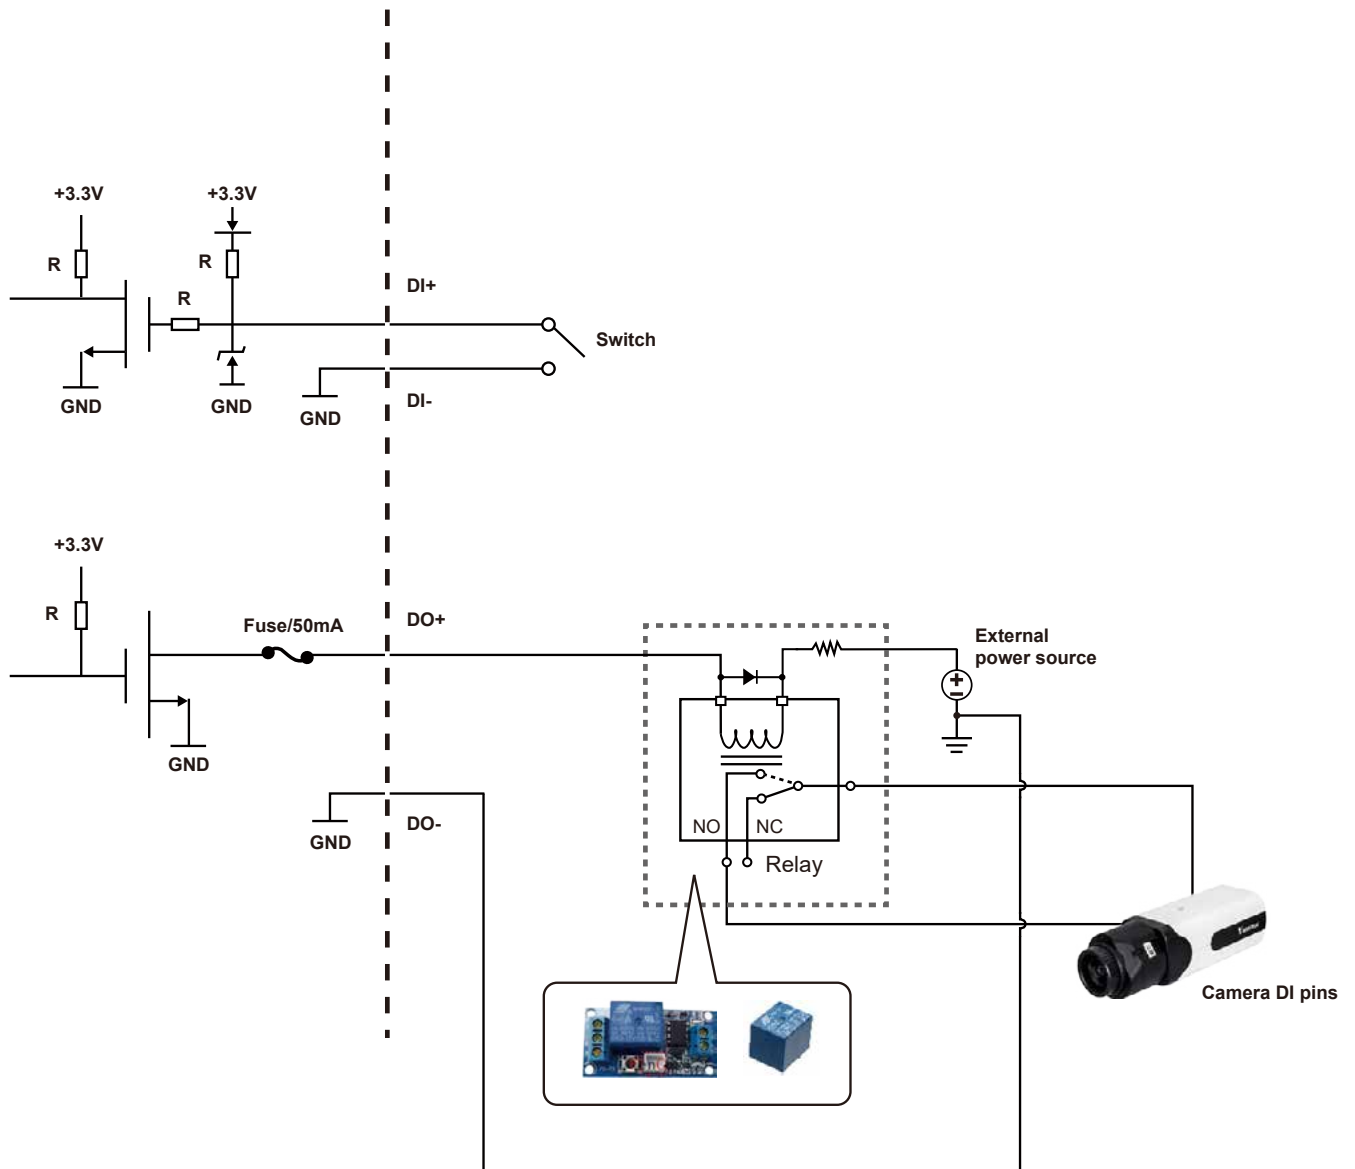 +3.3V
+3.3V
R
R
R
DI+
Switch
GND
GND
GND
DI-
+3.3V
R
Fuse/50mA
DO+
External
power source
GND
GND
DO-
NO
NC
Relay
Camera DI pins